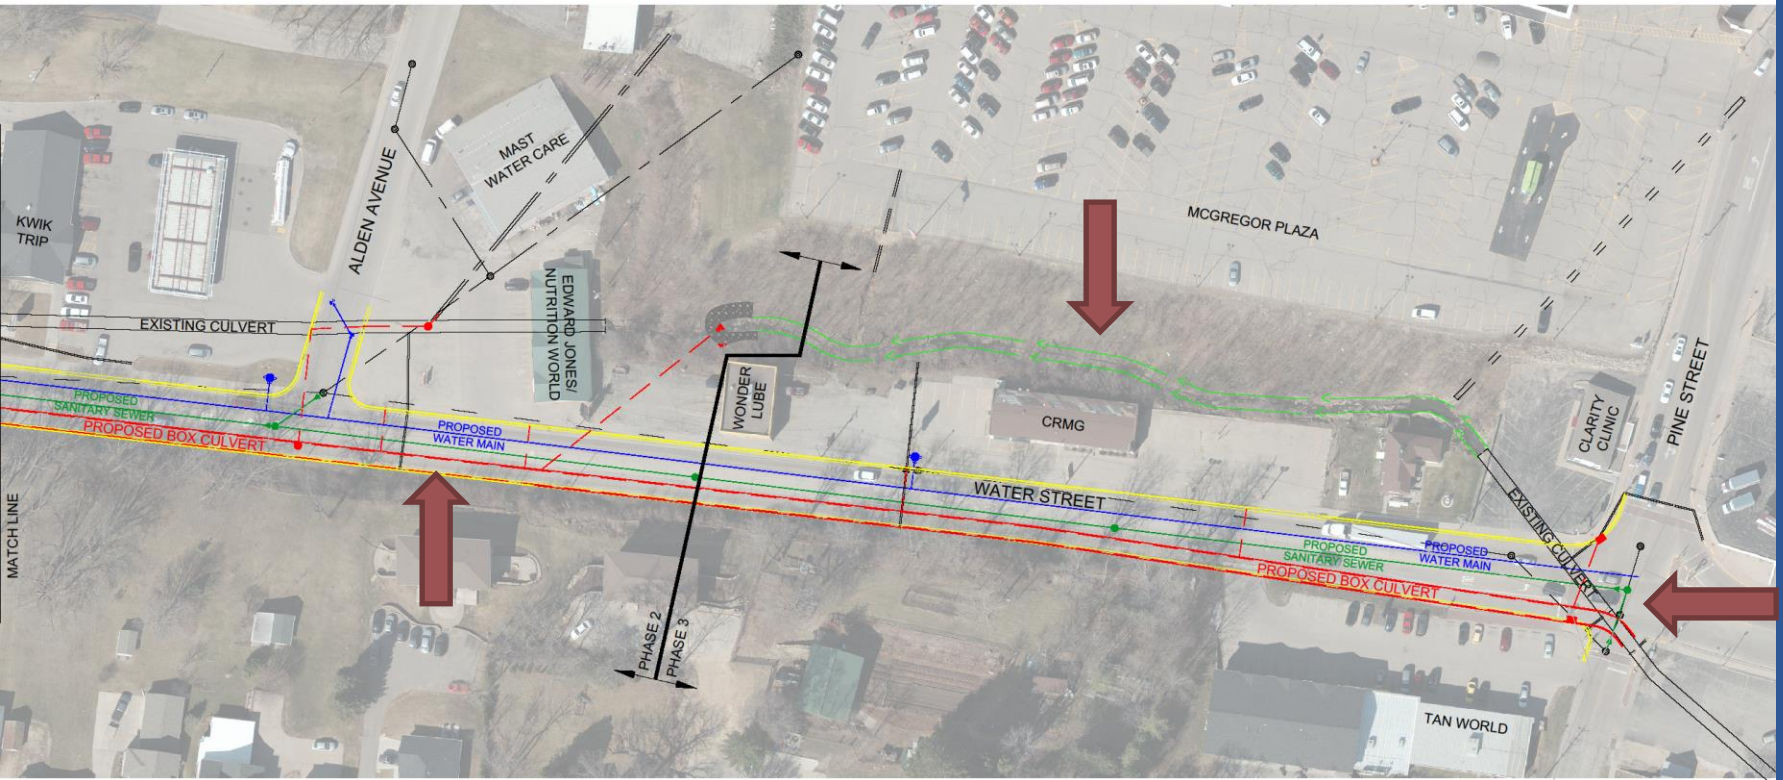 KWIK
TRIP
ALDEN AVENUE
MAST
WATER CARE
EXISTING CULVERT
EDWARD JONES/
NUTRITION WORLD
MCGREGOR PLAZA
WONDER
LUBE
CRMG
CLARITY
CLINIC
PINE STREET
PROPOSED
SANITARY SEWER
PROPOSED BOX CULVERT
PROPOSED
WATER MAIN
WATER STREET
EXISTING CULVERT
PROPOSED
SANITARY SEWER
PROPOSED
WATER MAIN
PROPOSED BOX CULVERT
MATCH LINE
PHASE 2
PHASE 3
TAN WORLD